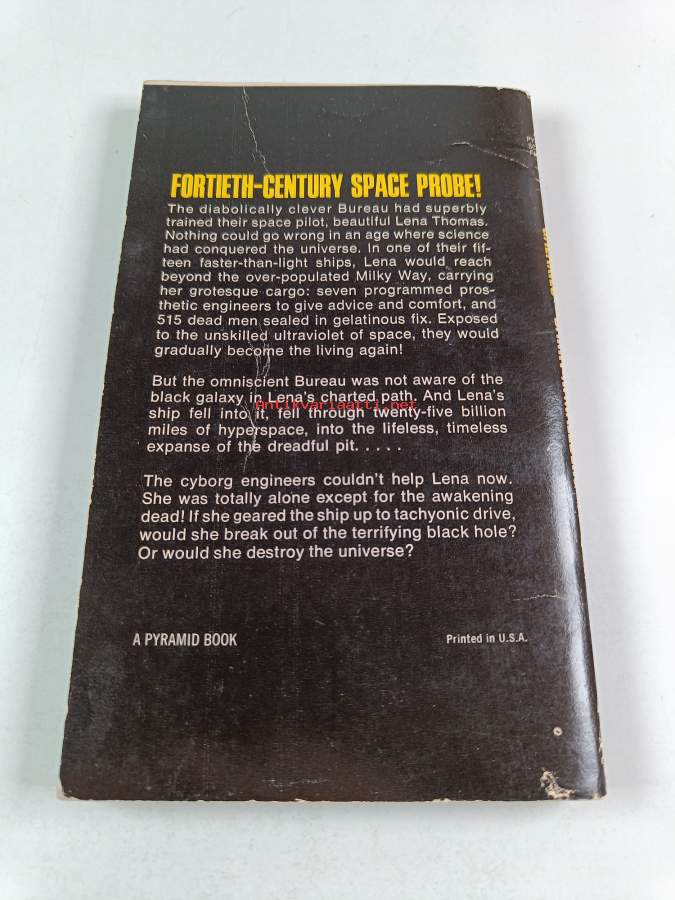 FORTIETH-CENTURY SPACE PROBE!
The diabolically clever Bureau had superbly
trained their space pilot, beautiful Lena Thomas.
Nothing could go wrong in an age where science
had conquered the universe. In one of their fif-
teen faster-than-light ships, Lena would reach
beyond the over-populated Milky Way, carrying
her grotesque cargo: seven programmed pros-
thetic engineers to give advice and comfort, and
515 dead men sealed in gelatinous fix. Exposed
to the unskilled ultraviolet of space, they would
gradually become the living again!
But the omniscient Bureau was not aware of the
black galaxy in Lena's charted path. And Lena's
Antikvariaatti.net
ship fell into it, fell through twenty-five billion
miles of hyperspace, into the lifeless, timeless
expanse of the dreadful pit. . . . .
The cyborg engineers couldn't help Lena now.
She was totally alone except for the awakening
dead! If she geared the ship up to tachyonic drive,
would she break out of the terrifying black hole?
Or would she destroy the universe?
A PYRAMID BOOK
Printed in U.S.A.